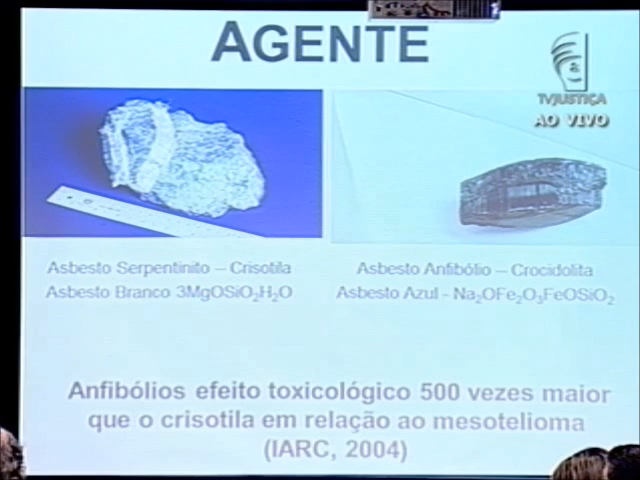 AGENTE
TVJUSTIÇA
AO VIVO
Asbesto Serpentinito – Crisotila
Asbesto Branco 3MgOSiO₂H₂O
Asbesto Anfibólio – Crocidolita
Asbesto Azul - Na₂OFe₂O₃FeOSiO₂
Anfibólios efeito toxicológico 500 vezes maior
que o crisotila em relação ao mesotelioma
(IARC, 2004)